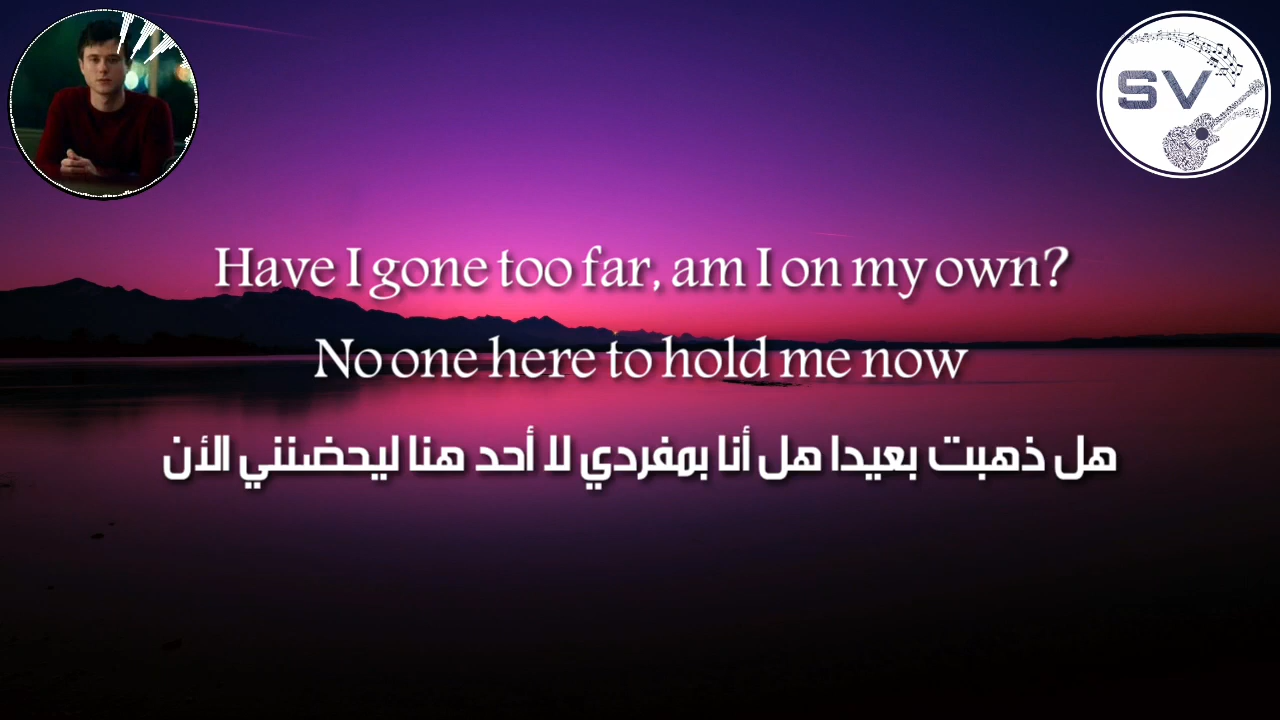 SV
Have I gone too far, am I on my own?
No one here to hold me now
هل ذهبت بعيدا هل أنا بمفردي لا أحد هنا ليحضنني الأن